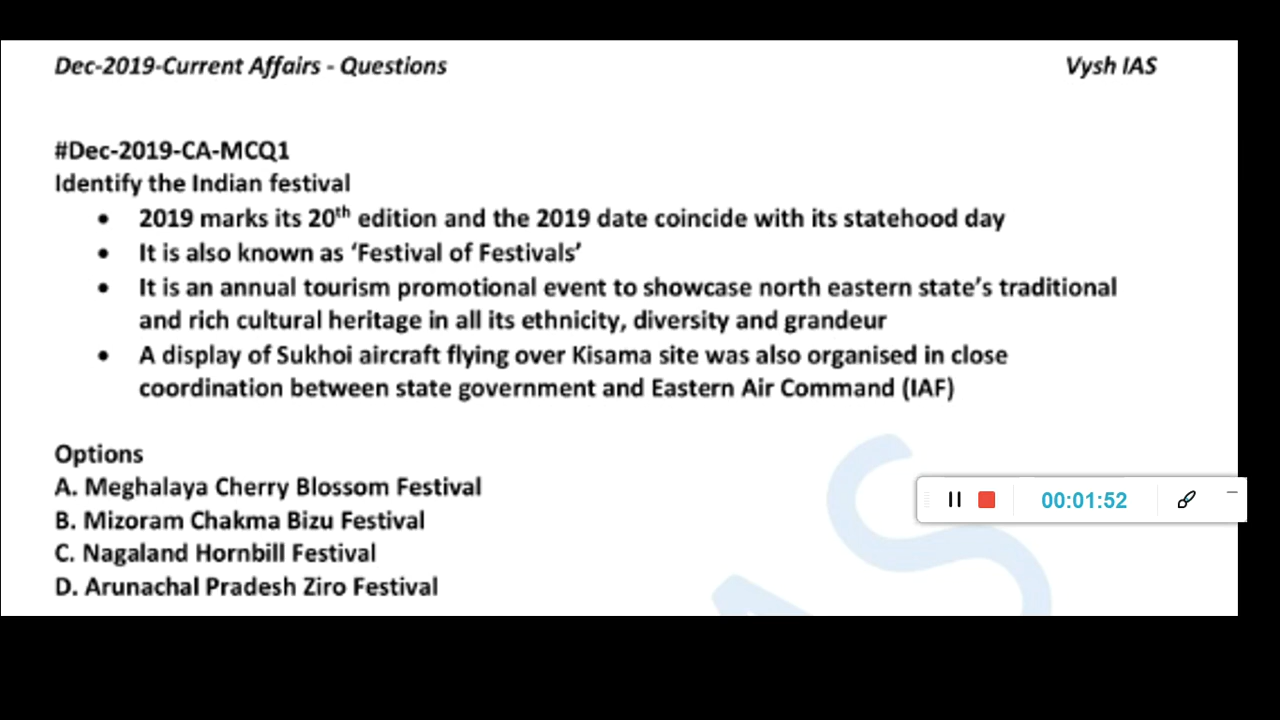 Dec-2019-Current Affairs - Questions
Vysh IAS
#Dec-2019-CA-MCQ1
Identify the Indian festival
• 2019 marks its 20th edition and the 2019 date coincide with its statehood day
• It is also known as ‘Festival of Festivals’
• It is an annual tourism promotional event to showcase north eastern state’s traditional
and rich cultural heritage in all its ethnicity, diversity and grandeur
• A display of Sukhoi aircraft flying over Kisama site was also organised in close
coordination between state government and Eastern Air Command (IAF)
Options
A. Meghalaya Cherry Blossom Festival
B. Mizoram Chakma Bizu Festival
C. Nagaland Hornbill Festival
D. Arunachal Pradesh Ziro Festival
00:01:52